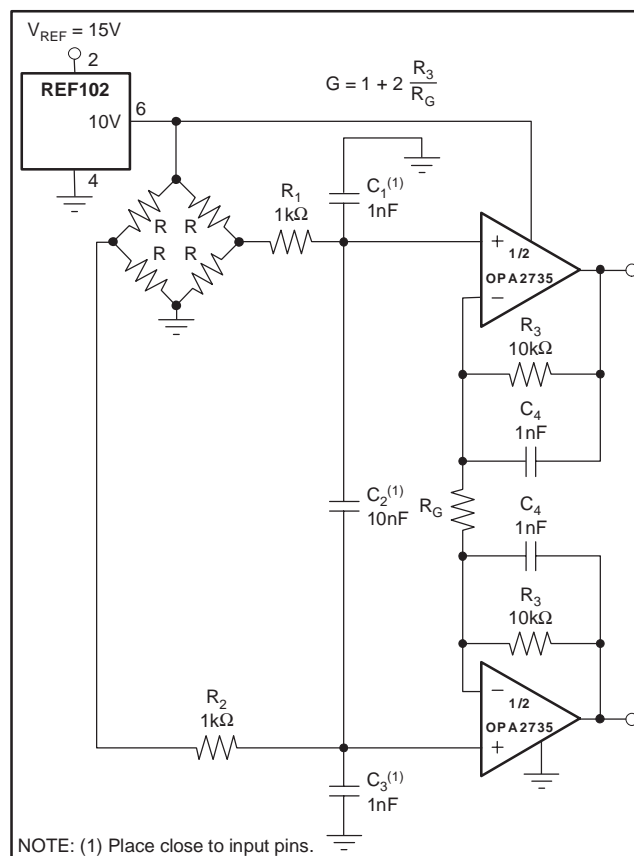 V_REF = 15V
2
REF102
10V
6
4
G = 1 + 2 R_3 / R_G
R R
R R
R_1
1kΩ
C_1^(1)
1nF
+
1/2
OPA2735
−
R_3
10kΩ
C_4
1nF
R_G
C_2^(1)
10nF
C_4
1nF
R_3
10kΩ
R_2
1kΩ
−
1/2
OPA2735
+
C_3^(1)
1nF
NOTE: (1) Place close to input pins.